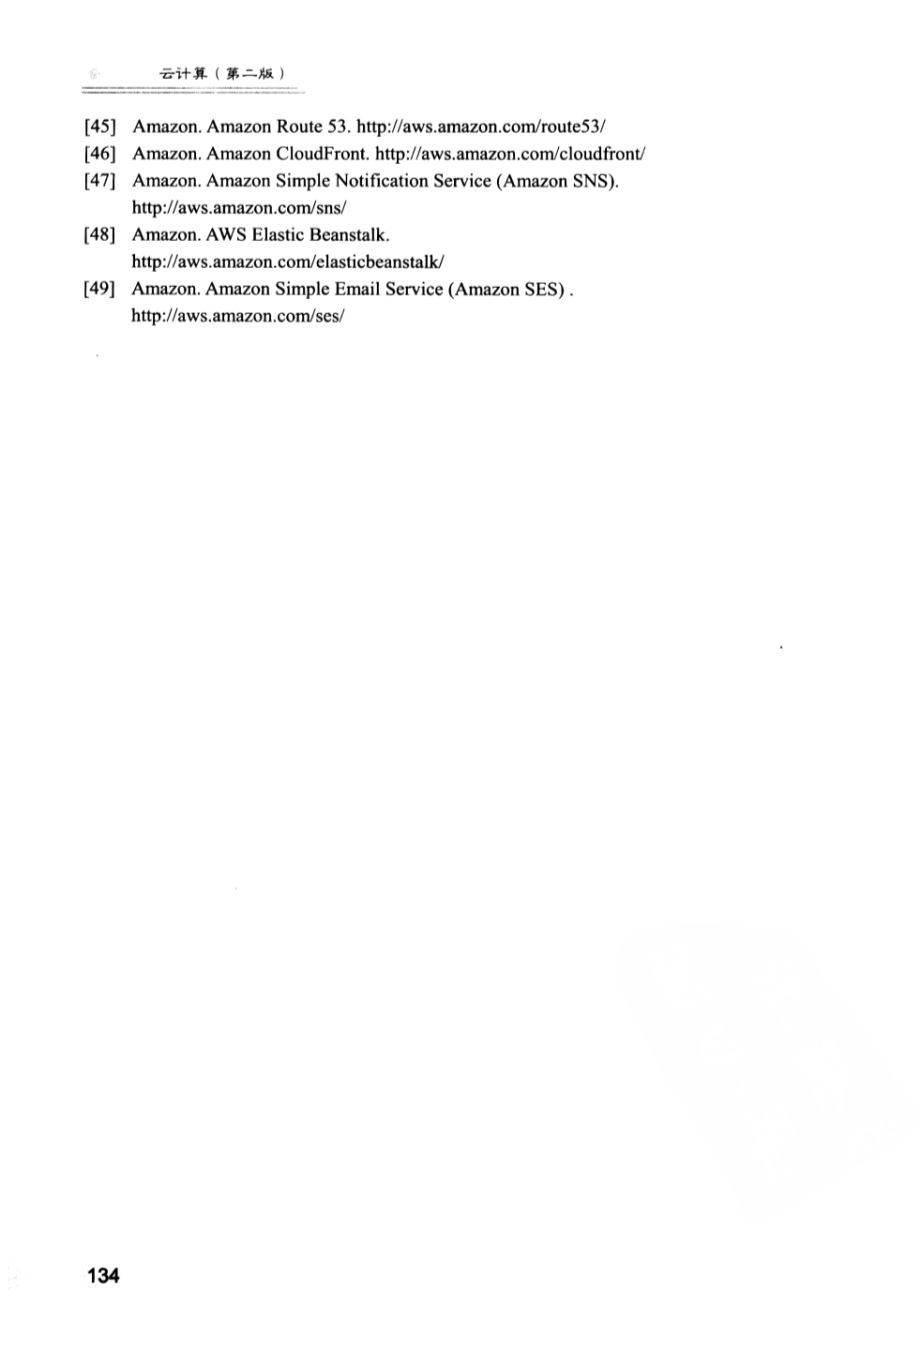 云计算（第二版）
[45] Amazon. Amazon Route 53. http://aws.amazon.com/route53/
[46] Amazon. Amazon CloudFront. http://aws.amazon.com/cloudfront/
[47] Amazon. Amazon Simple Notification Service (Amazon SNS).
http://aws.amazon.com/sns/
[48] Amazon. AWS Elastic Beanstalk.
http://aws.amazon.com/elasticbeanstalk/
[49] Amazon. Amazon Simple Email Service (Amazon SES) .
http://aws.amazon.com/ses/
134